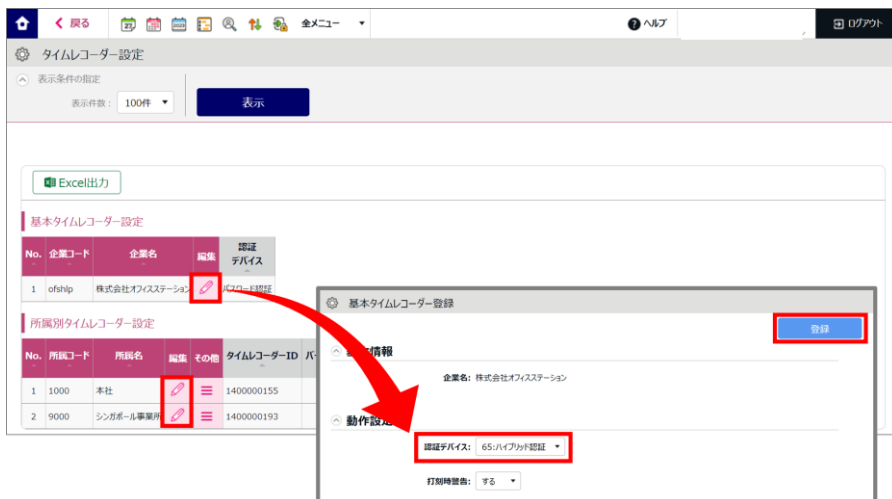 戻る 27 全メニュー ヘルプ ログアウト
タイムレコーダー設定
表示条件の指定
表示件数： 100件 表示
Excel出力
基本タイムレコーダー設定
No. 企業コード 企業名 編集 認証デバイス
1 ofship 株式会社オフィスステーション パスワード認証
所属別タイムレコーダー設定
No. 所属コード 所属名 編集 その他 タイムレコーダーID
1 1000 本社 1400000155
2 9000 シンガポール事業所 1400000193
基本タイムレコーダー登録
登録
情報
企業名： 株式会社オフィスステーション
動作設定
認証デバイス： 65:ハイブリッド認証
打刻時警告： する